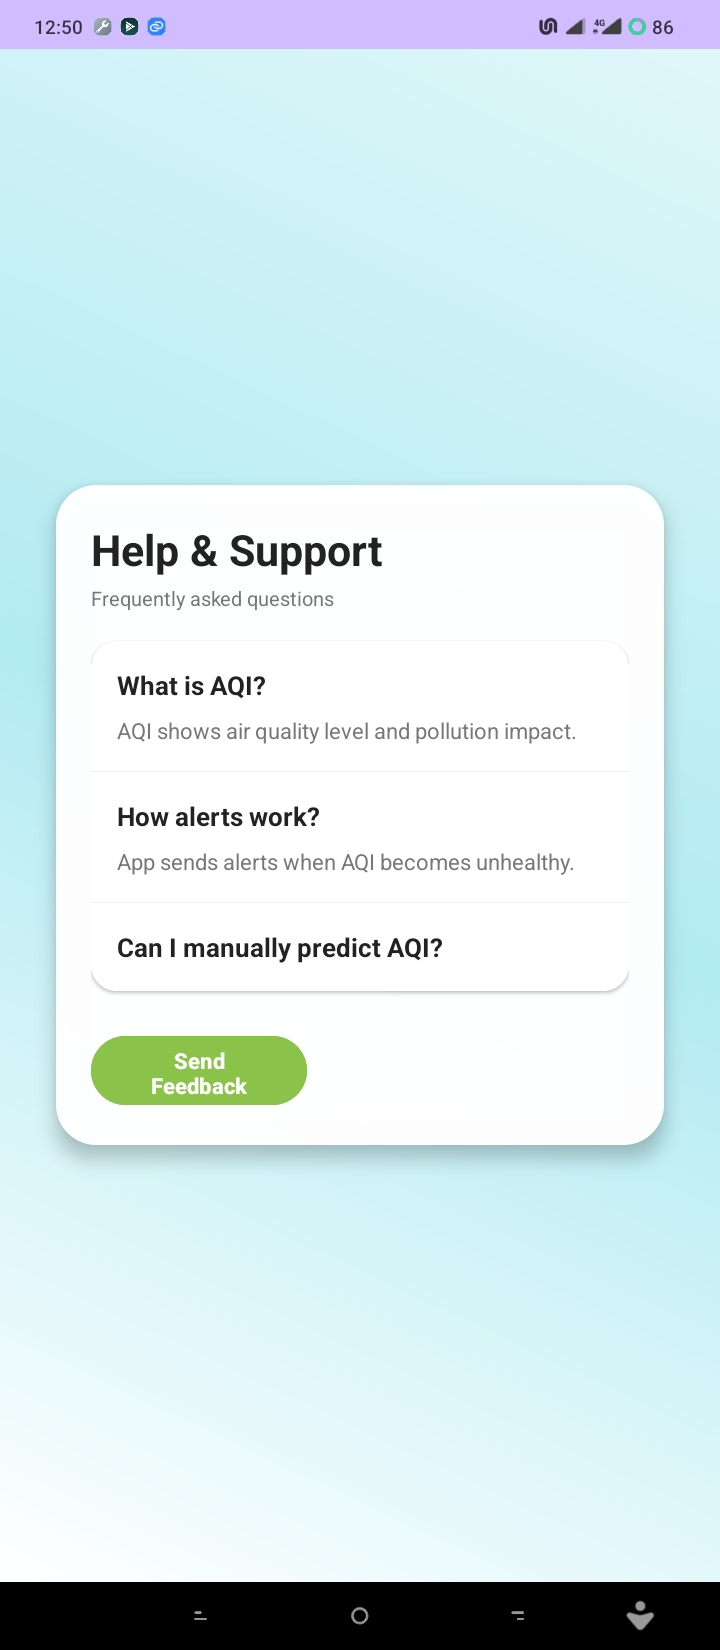 12:50
4G
86
Help & Support
Frequently asked questions
What is AQI?
AQI shows air quality level and pollution impact.
How alerts work?
App sends alerts when AQI becomes unhealthy.
Can I manually predict AQI?
Send
Feedback